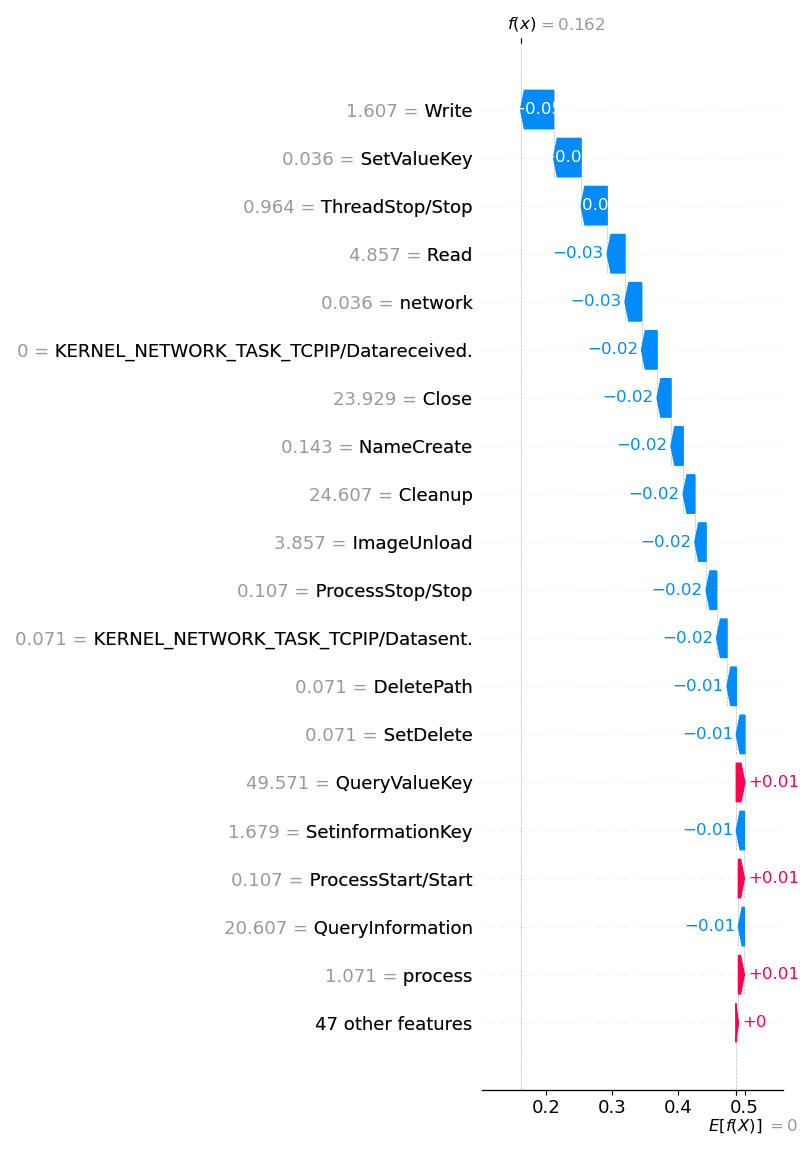 f(x) = 0.162
1.607 = Write
0.036 = SetValueKey
0.964 = ThreadStop/Stop
4.857 = Read −0.03
0.036 = network −0.03
0 = KERNEL_NETWORK_TASK_TCPIP/Datareceived. −0.02
23.929 = Close −0.02
0.143 = NameCreate −0.02
24.607 = Cleanup −0.02
3.857 = ImageUnload −0.02
0.107 = ProcessStop/Stop −0.02
0.071 = KERNEL_NETWORK_TASK_TCPIP/Datasent. −0.02
0.071 = DeletePath −0.01
0.071 = SetDelete −0.01
49.571 = QueryValueKey +0.01
1.679 = SetinformationKey −0.01
0.107 = ProcessStart/Start +0.01
20.607 = QueryInformation −0.01
1.071 = process +0.01
47 other features +0
0.2 0.3 0.4 0.5
E[f(X)] = 0.